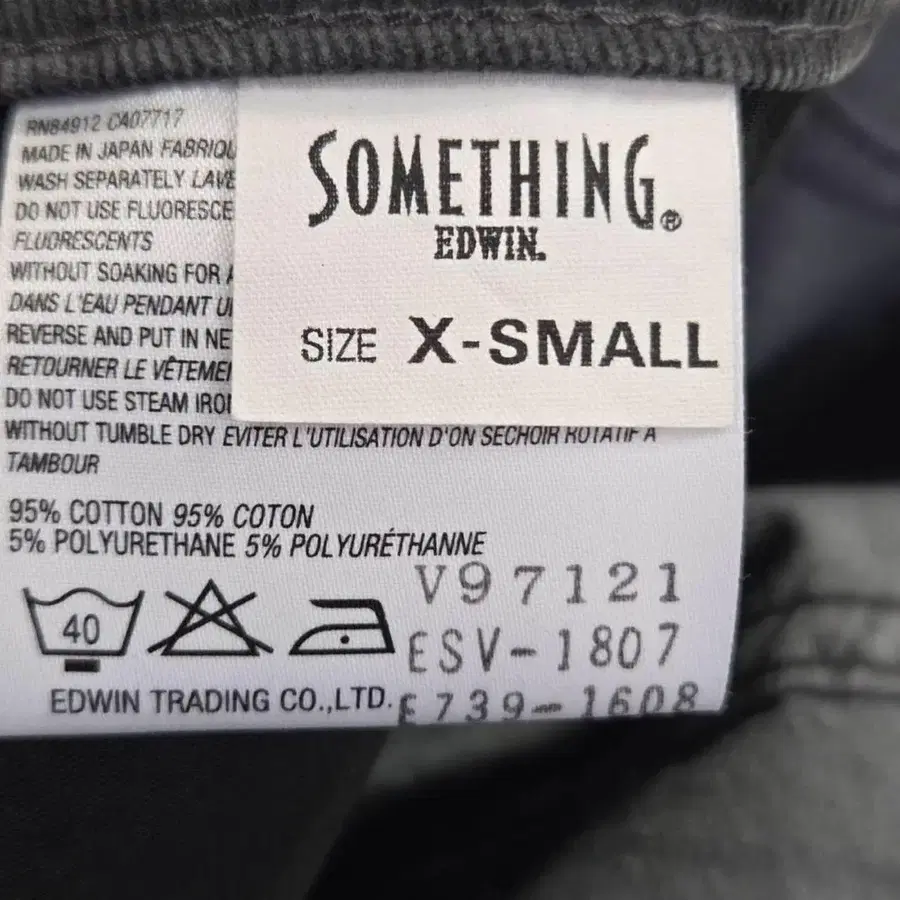 RN84912 CA07717
MADE IN JAPAN FABRIQU
WASH SEPARATELY LAVE
DO NOT USE FLUORESCE
FLUORESCENTS
WITHOUT SOAKING FOR A
DANS L'EAU PENDANT U
REVERSE AND PUT IN NE
RETOURNER LE VÊTEME
DO NOT USE STEAM IRO
WITHOUT TUMBLE DRY EVITER L'UTILISATION D'ON SECHOIR ROTATIF A
TAMBOUR
95% COTTON 95% COTON
5% POLYURETHANE 5% POLYURÉTHANNE
40
EDWIN TRADING CO.,LTD.
V97121
ESV-1807
E739-1608
SOMETHING®
EDWIN.
SIZE X-SMALL